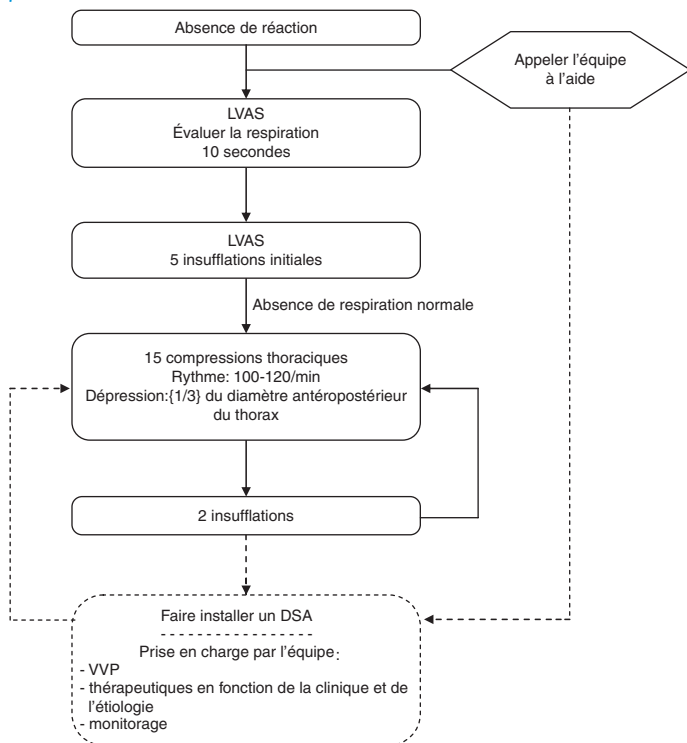 Absence de réaction
Appeler l'équipe
à l'aide
LVAS
Évaluer la respiration
10 secondes
LVAS
5 insufflations initiales
Absence de respiration normale
15 compressions thoraciques
Rythme: 100-120/min
Dépression:{1/3} du diamètre antéropostérieur
du thorax
2 insufflations
Faire installer un DSA
Prise en charge par l'équipe:
- VVP
- thérapeutiques en fonction de la clinique et de
l'étiologie
- monitorage